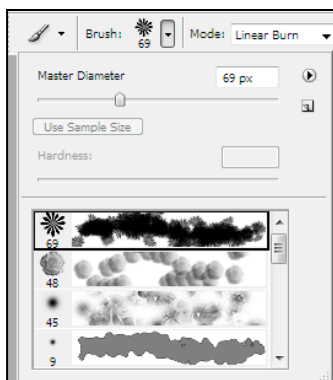 Brush: 69 Mode: Linear Burn
Master Diameter 69 px
Use Sample Size
Hardness:
69
48
45
9